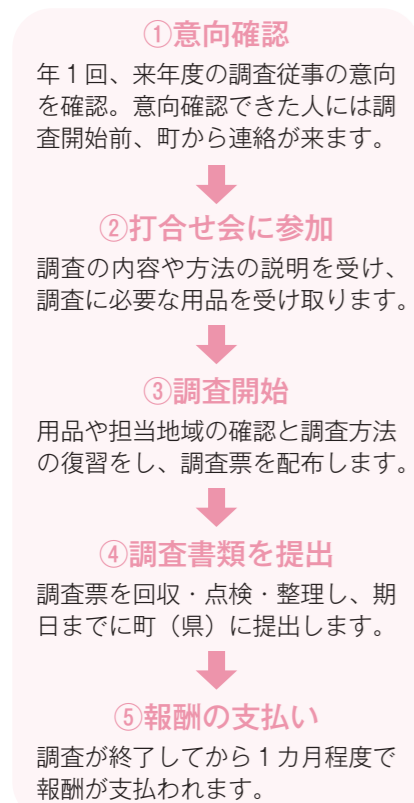 ①意向確認
年1回、来年度の調査従事の意向
を確認。意向確認できた人には調
査開始前、町から連絡が来ます。
②打合せ会に参加
調査の内容や方法の説明を受け、
調査に必要な用品を受け取ります。
③調査開始
用品や担当地域の確認と調査方法
の復習をし、調査票を配布します。
④調査書類を提出
調査票を回収・点検・整理し、期
日までに町（県）に提出します。
⑤報酬の支払い
調査が終了してから1カ月程度で
報酬が支払われます。